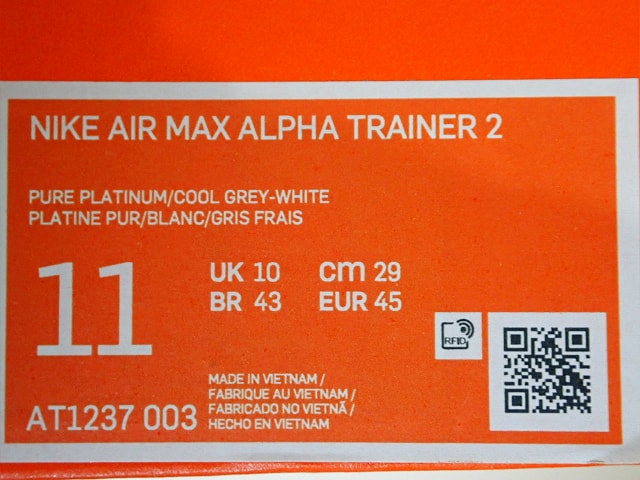 NIKE AIR MAX ALPHA TRAINER 2
PURE PLATINUM/COOL GREY-WHITE
PLATINE PUR/BLANC/GRIS FRAIS
11
UK 10 cm 29
BR 43 EUR 45
RFID
MADE IN VIETNAM /
FABRIQUE AU VIETNAM /
FABRICADO NO VIETNÃ /
HECHO EN VIETNAM
AT1237 003